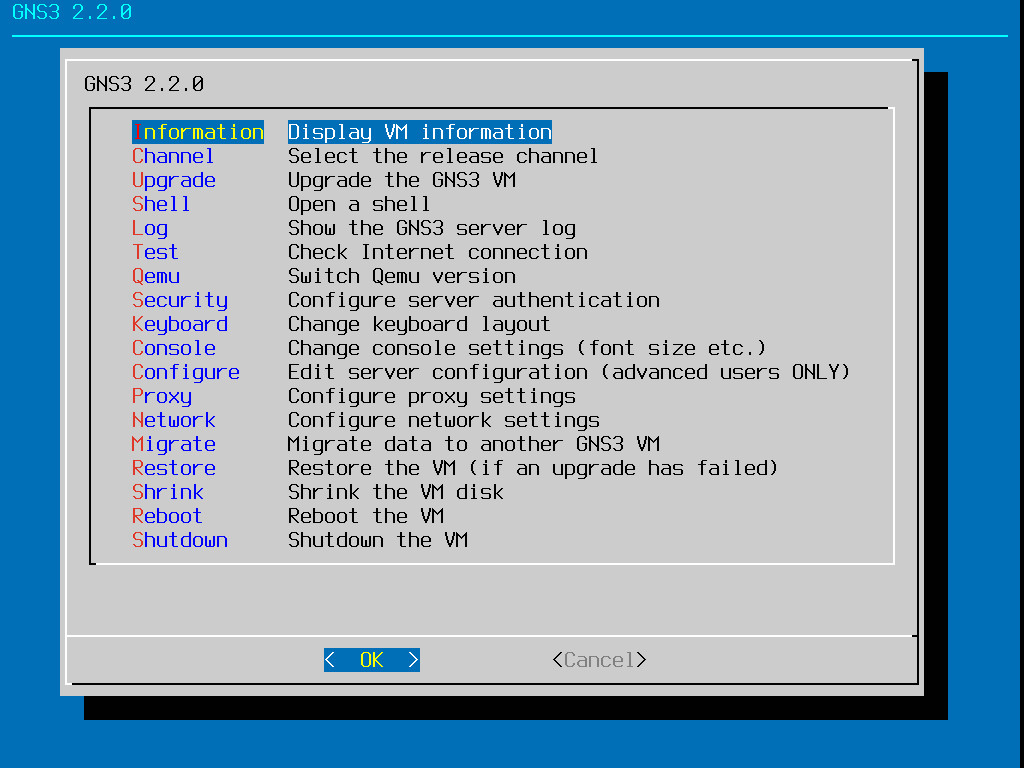 GNS3 2.2.0
GNS3 2.2.0
Information Display VM information
Channel Select the release channel
Upgrade Upgrade the GNS3 VM
Shell Open a shell
Log Show the GNS3 server log
Test Check Internet connection
Qemu Switch Qemu version
Security Configure server authentication
Keyboard Change keyboard layout
Console Change console settings (font size etc.)
Configure Edit server configuration (advanced users ONLY)
Proxy Configure proxy settings
Network Configure network settings
Migrate Migrate data to another GNS3 VM
Restore Restore the VM (if an upgrade has failed)
Shrink Shrink the VM disk
Reboot Reboot the VM
Shutdown Shutdown the VM
< OK > <Cancel>